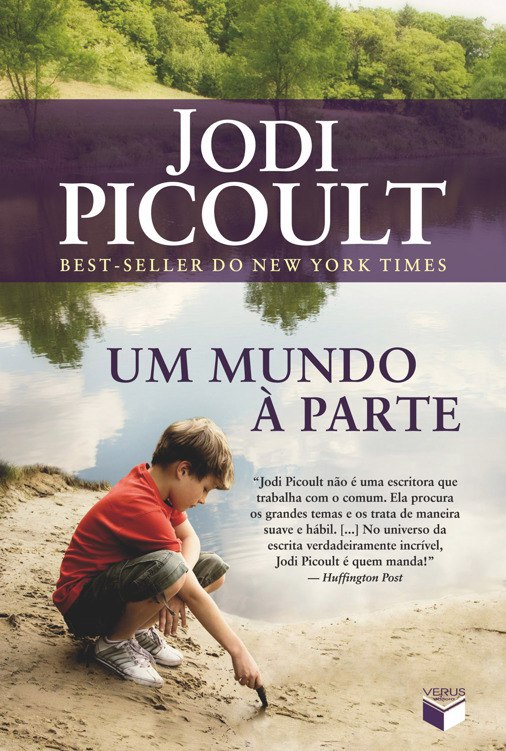 JODI
PICOULT
BEST-SELLER DO NEW YORK TIMES
UM MUNDO
À PARTE
“Jodi Picoult não é uma escritora que
trabalha com o comum. Ela procura
os grandes temas e os trata de maneira
suave e hábil. [...] No universo da
escrita verdadeiramente incrível,
Jodi Picoult é quem manda!”
— Huffington Post
VERUS
EDITORA